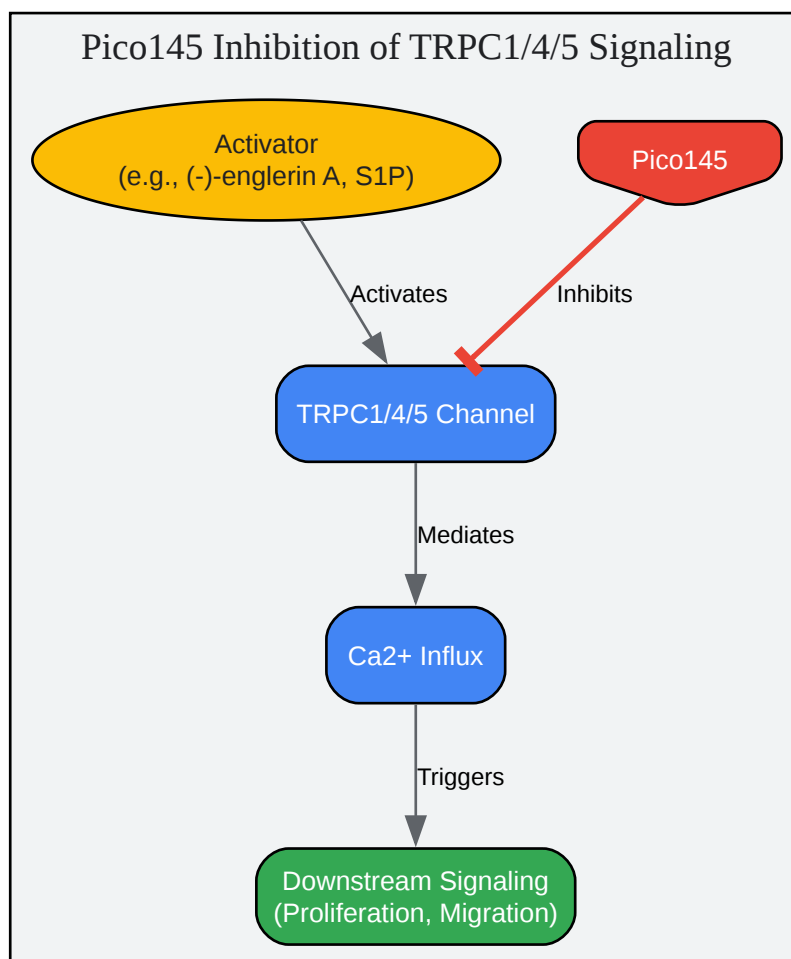 Pico145 Inhibition of TRPC1/4/5 Signaling
Activator
(e.g., (-)-englerin A, S1P)
Pico145
Activates
Inhibits
TRPC1/4/5 Channel
Mediates
Ca2+ Influx
Triggers
Downstream Signaling
(Proliferation, Migration)